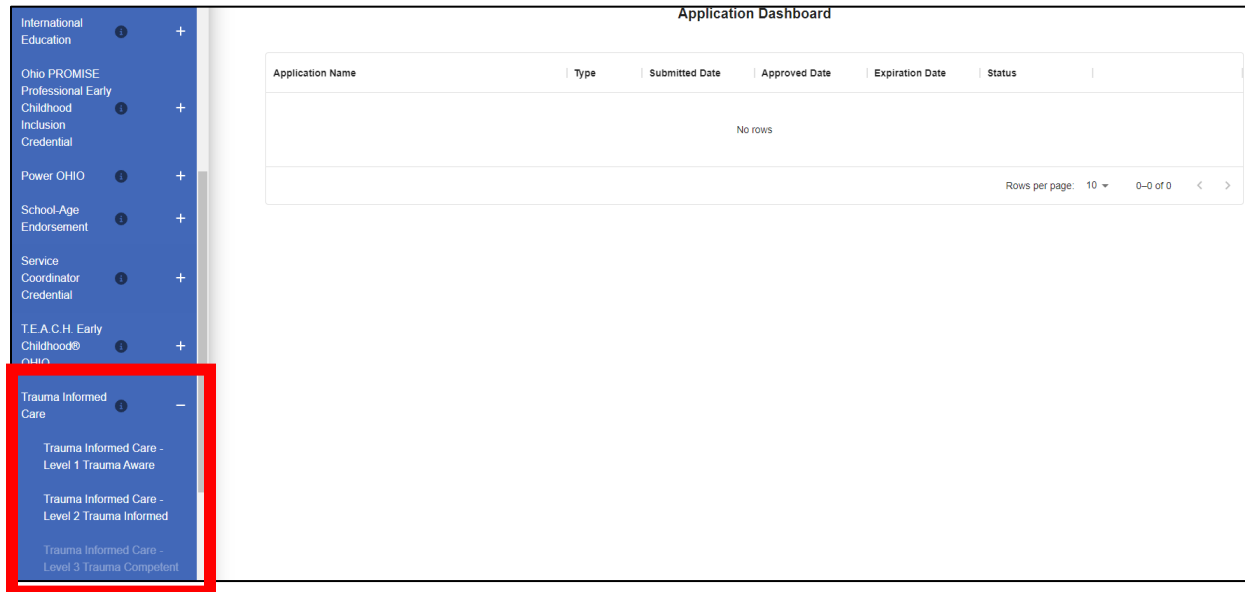 International
Education
Ohio PROMISE
Professional Early
Childhood
Inclusion
Credential
Power OHIO
School-Age
Endorsement
Service
Coordinator
Credential
T.E.A.C.H. Early
Childhood®
OHIO
Trauma Informed
Care
Trauma Informed Care -
Level 1 Trauma Aware
Trauma Informed Care -
Level 2 Trauma Informed
Trauma Informed Care -
Level 3 Trauma Competent
Application Dashboard
Application Name Type Submitted Date Approved Date Expiration Date Status
No rows
Rows per page: 10 0–0 of 0